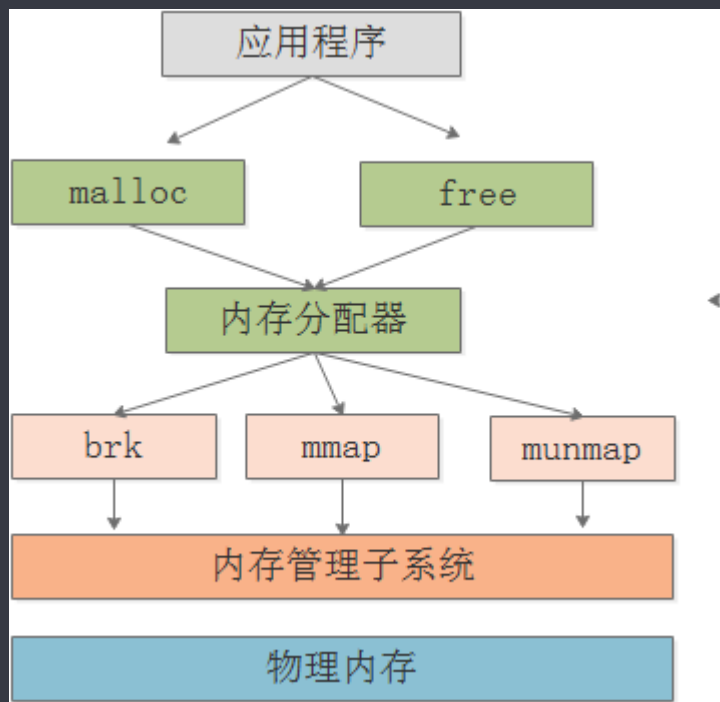 应用程序
malloc
free
内存分配器
brk
mmap
munmap
内存管理子系统
物理内存